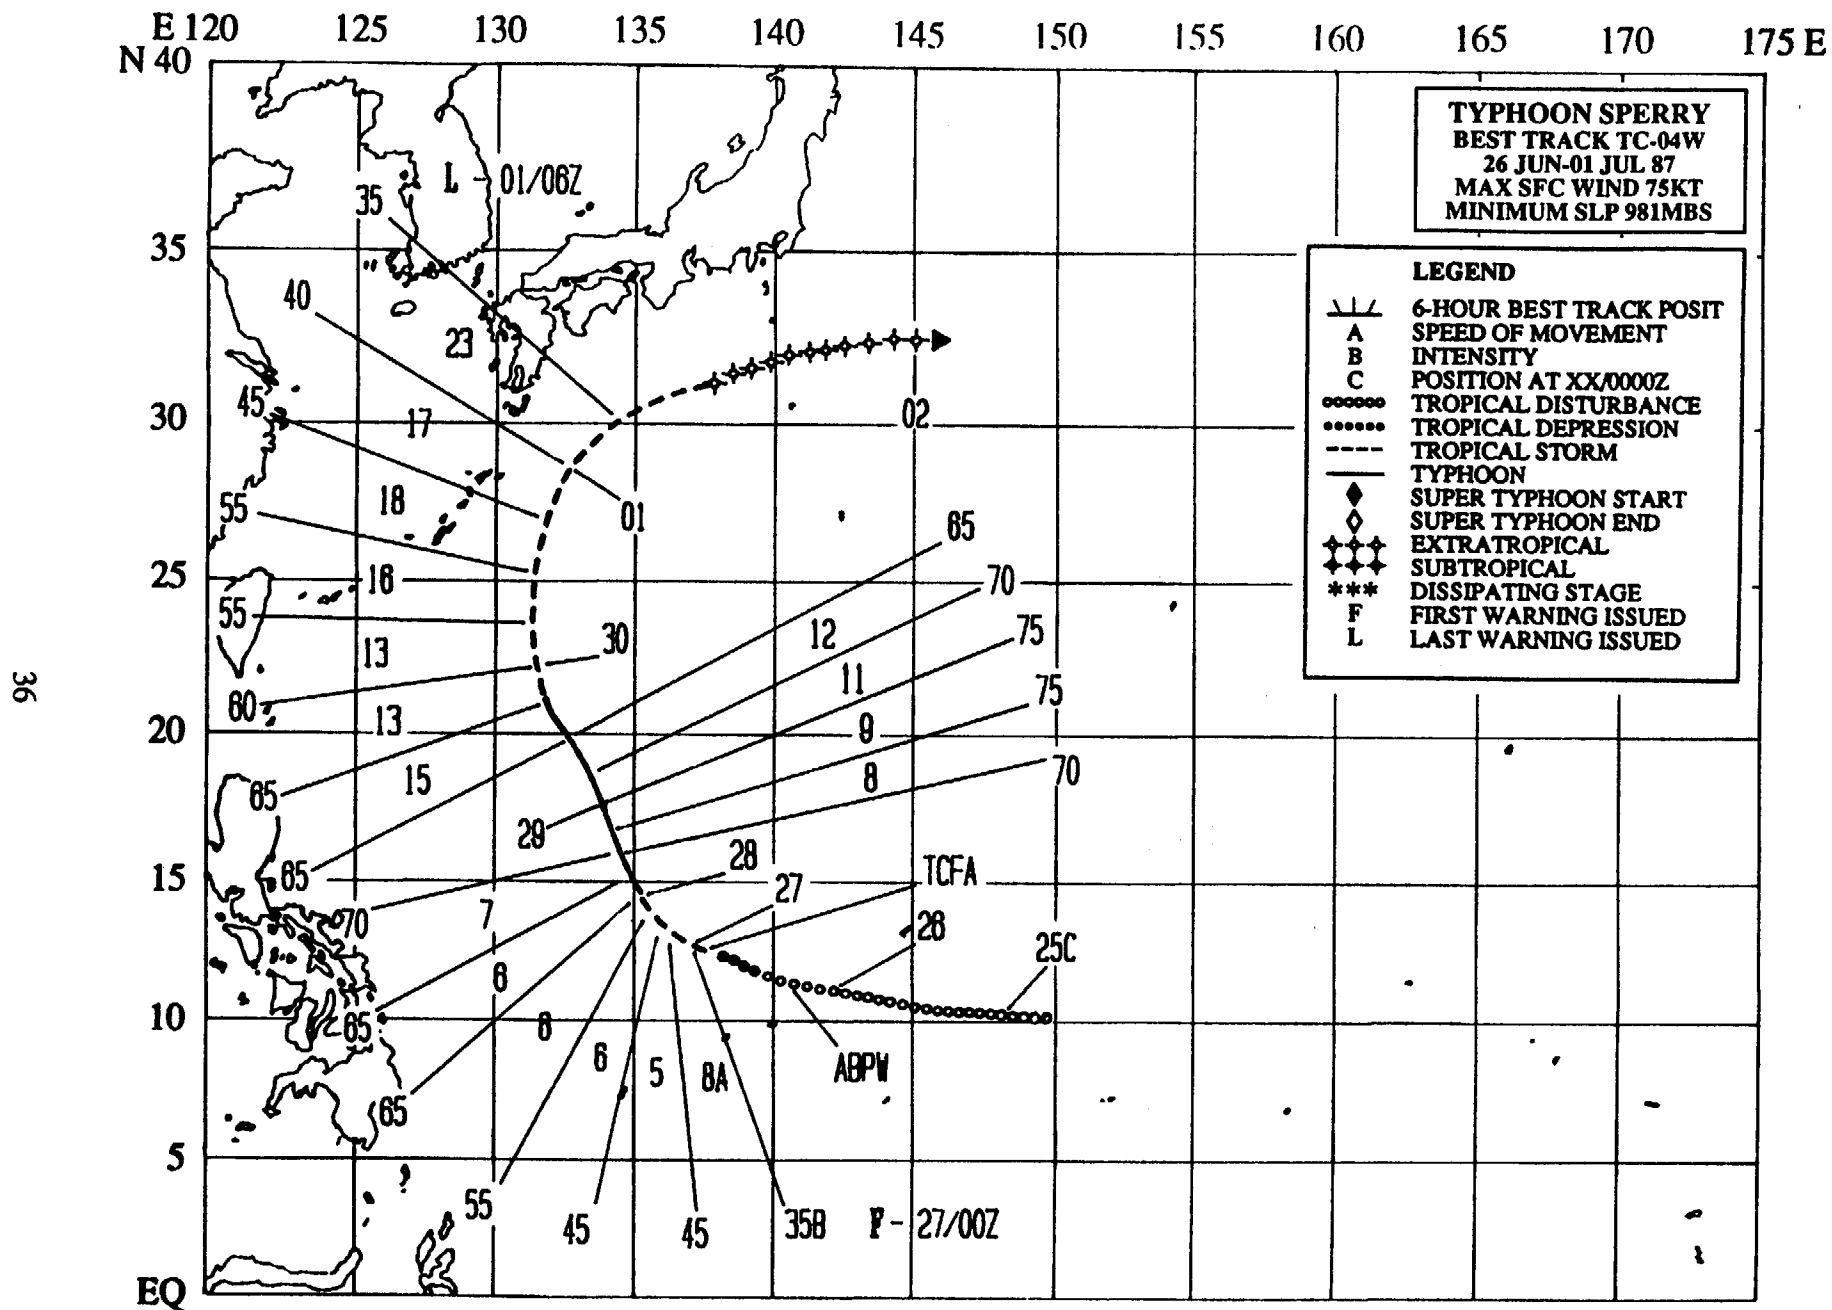 E 120 125 130 135 140 145 150 155 160 165 170 175 E
N 40
TYPHOON SPERRY
BEST TRACK TC-04W
26 JUN-01 JUL 87
MAX SFC WIND 75KT
MINIMUM SLP 981MBS
L - 01/06Z
35
35
LEGEND
6-HOUR BEST TRACK POSIT
A SPEED OF MOVEMENT
B INTENSITY
C POSITION AT XX/0000Z
TROPICAL DISTURBANCE
TROPICAL DEPRESSION
TROPICAL STORM
TYPHOON
SUPER TYPHOON START
SUPER TYPHOON END
EXTRATROPICAL
SUBTROPICAL
*** DISSIPATING STAGE
F FIRST WARNING ISSUED
L LAST WARNING ISSUED
40
23
45
30 17 02
55 18 01
65
25 16 70
55 12
13 30 75
11
60 13 75
20 9
15 8 70
65
29
28
15 65 27 TCFA
70 7 26
25C
6
10 65 8
6 5 8A ABPW
65
5
55 45 45 35B F - 27/00Z
EQ
36